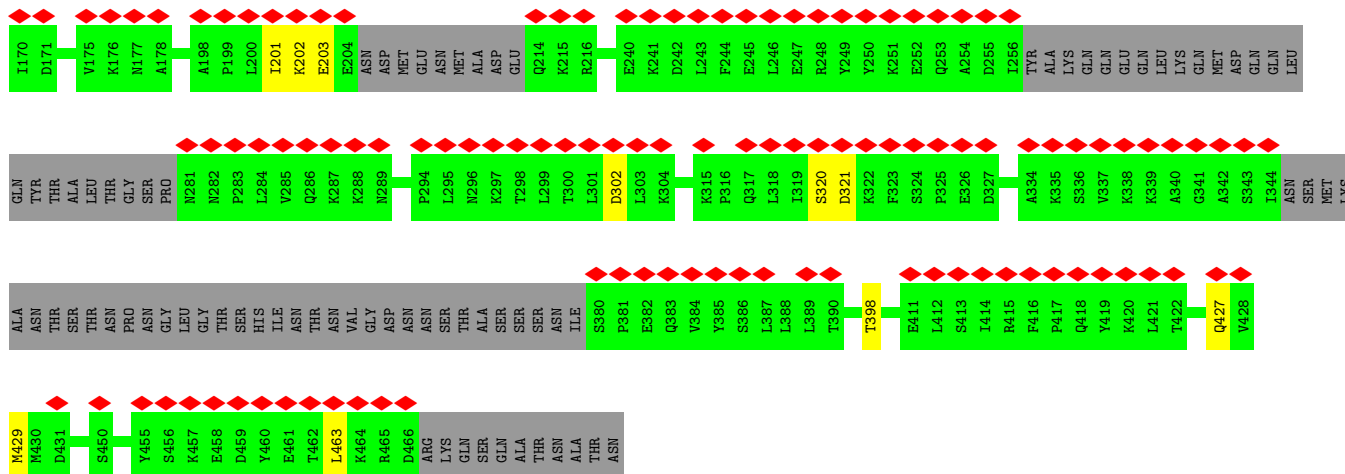 I170 D171 V175 K176 N177 A178 A198 P199 L200 I201 K202 E203 E204 ASN ASP MET GLU ASN MET ALA ASP GLU Q214 K215 R216 E240 K241 D242 L243 F244 E245 L246 E247 R248 Y249 Y250 K251 E252 Q253 A254 D255 I256 TYR ALA LYS GLN GLN GLU GLN LEU LYS GLN MET ASP GLN GLN LEU
GLN TYR THR ALA LEU THR GLY SER PRO N281 N282 P283 L284 V285 Q286 K287 K288 N289 P294 L295 N296 K297 T298 L299 T300 L301 D302 L303 K304 K315 P316 Q317 L318 I319 S320 D321 K322 F323 S324 P325 E326 D327 A334 K335 S336 V337 K338 K339 A340 G341 A342 S343 I344 ASN SER MET LYS
ALA ASN THR SER THR ASN PRO ASN GLY LEU GLY THR SER HIS ILE ASN THR ASN VAL GLY ASP ASN ASN SER THR ALA SER SER SER ASN ILE S380 P381 E382 Q383 V384 Y385 S386 L387 L388 L389 T390 T398 E411 L412 S413 I414 R415 F416 P417 Q418 Y419 K420 L421 T422 Q427 V428
M429 M430 D431 S450 Y455 S456 K457 E458 D459 Y460 E461 T462 L463 K464 R465 D466 ARG LYS GLN SER GLN ALA THR ASN ALA THR ASN